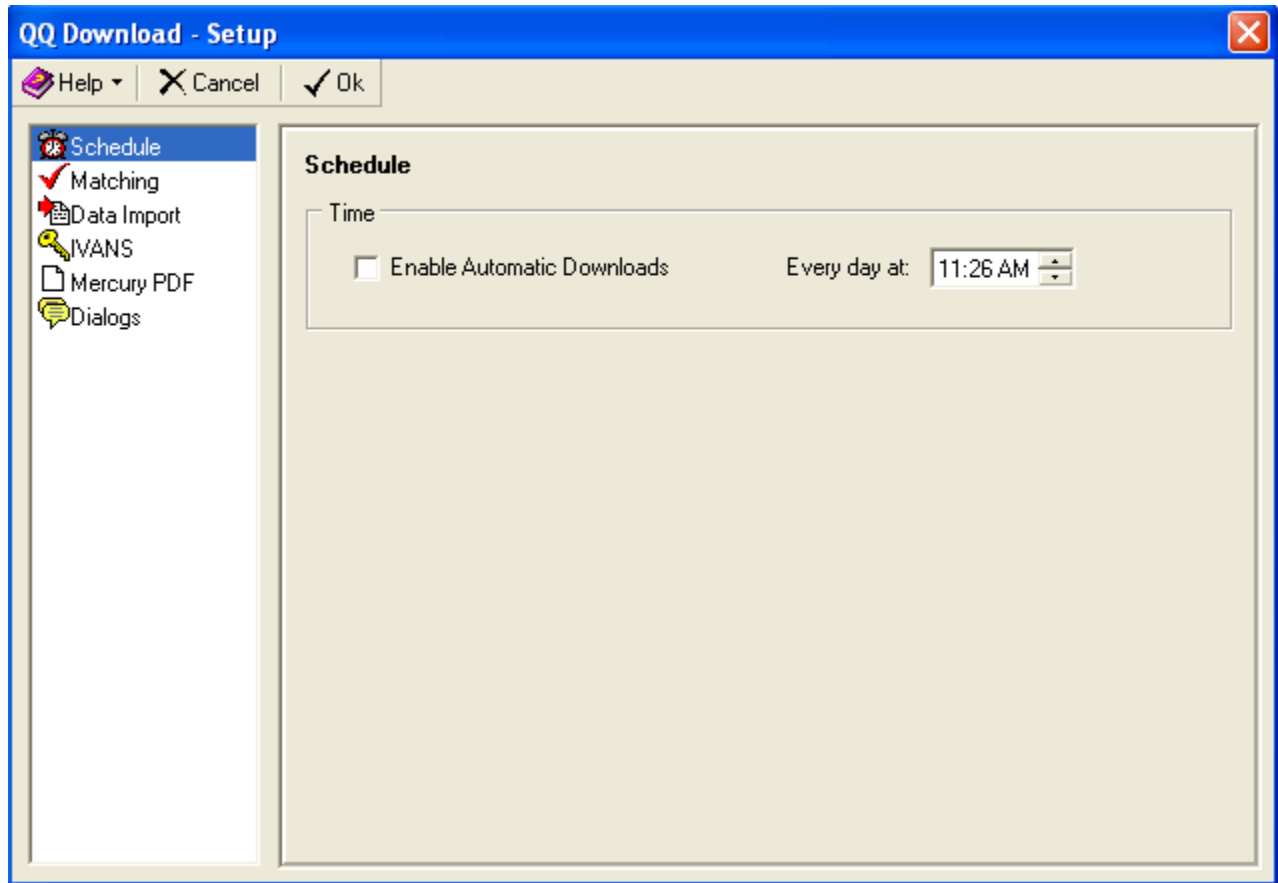 QQ Download - Setup
Help Cancel Ok
Schedule
Matching
Data Import
IVANS
Mercury PDF
Dialogs
Schedule
Time
Enable Automatic Downloads Every day at: 11:26 AM